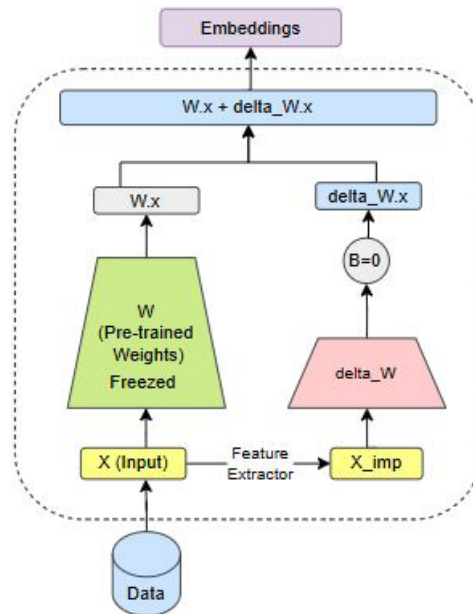 Embeddings
W.x + delta_W.x
W.x
delta_W.x
B=0
W
(Pre-trained
Weights)
Freezed
delta_W
X (Input)
Feature
Extractor
X_imp
Data